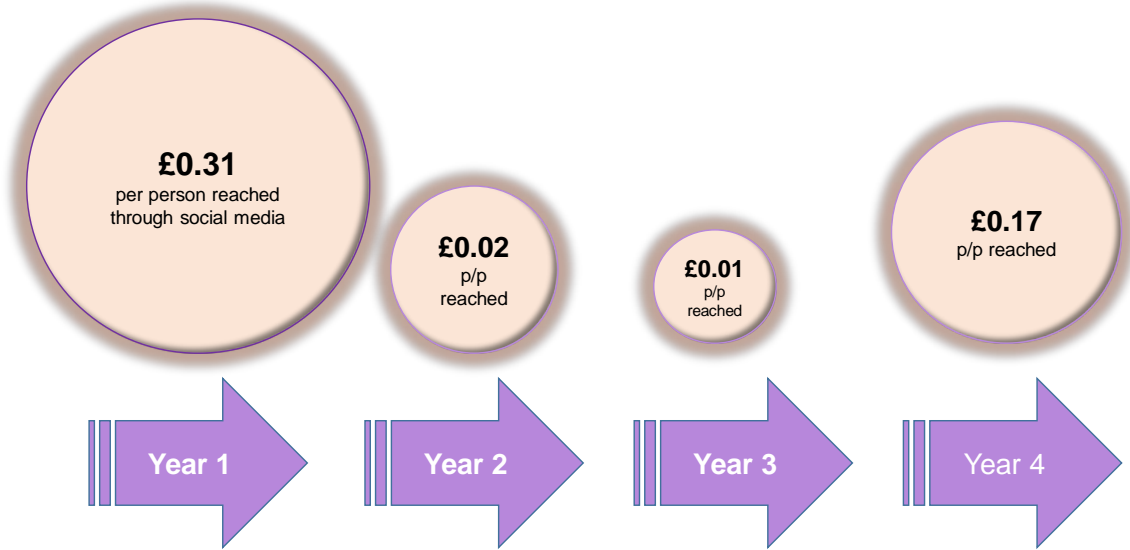 £0.31
per person reached
through social media
£0.02
p/p
reached
£0.01
p/p
reached
£0.17
p/p reached
Year 1
Year 2
Year 3
Year 4